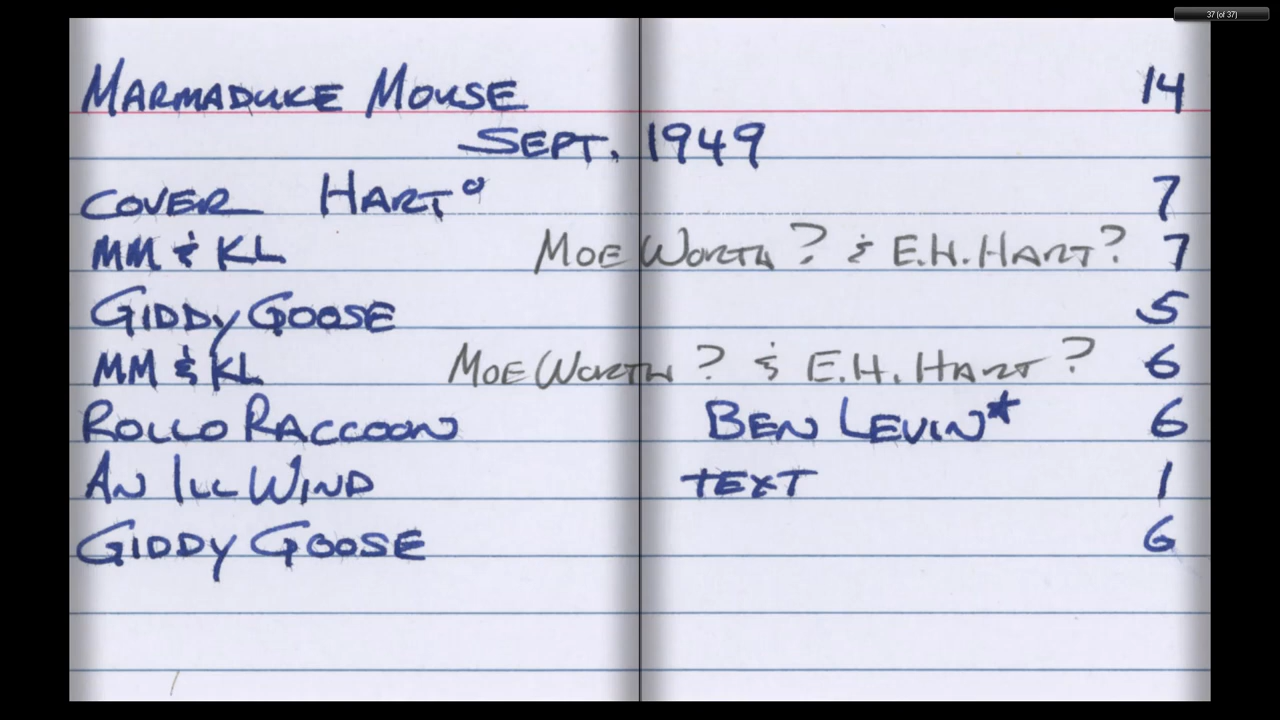 37 (of 37)
MARMADUKE MOUSE 14
SEPT. 1949
COVER HART° 7
MM & KL MOE WORTH? & E.H. HART? 7
GIDDY GOOSE 5
MM & KL MOE WORTH? & E.H. HART? 6
ROLLO RACCOON BEN LEVIN* 6
AN ILL WIND TEXT 1
GIDDY GOOSE 6